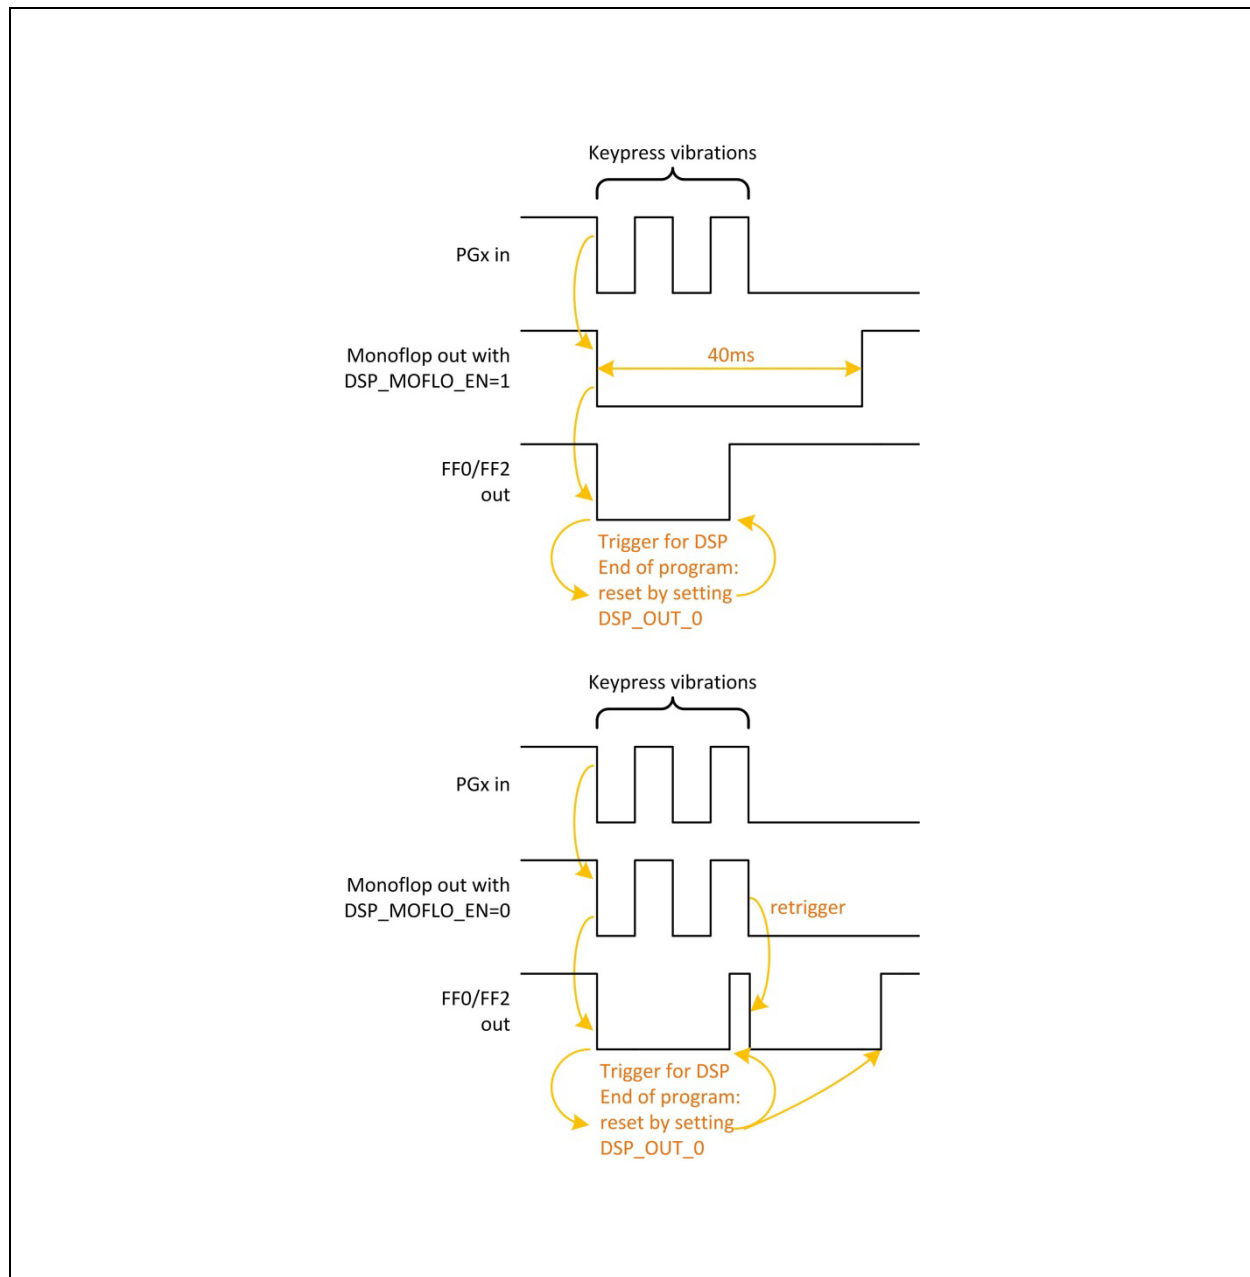 Keypress vibrations
PGx in
Monoflop out with
DSP_MOFLO_EN=1
40ms
FF0/FF2
out
Trigger for DSP
End of program:
reset by setting
DSP_OUT_0
Keypress vibrations
PGx in
Monoflop out with
DSP_MOFLO_EN=0
retrigger
FF0/FF2
out
Trigger for DSP
End of program:
reset by setting
DSP_OUT_0